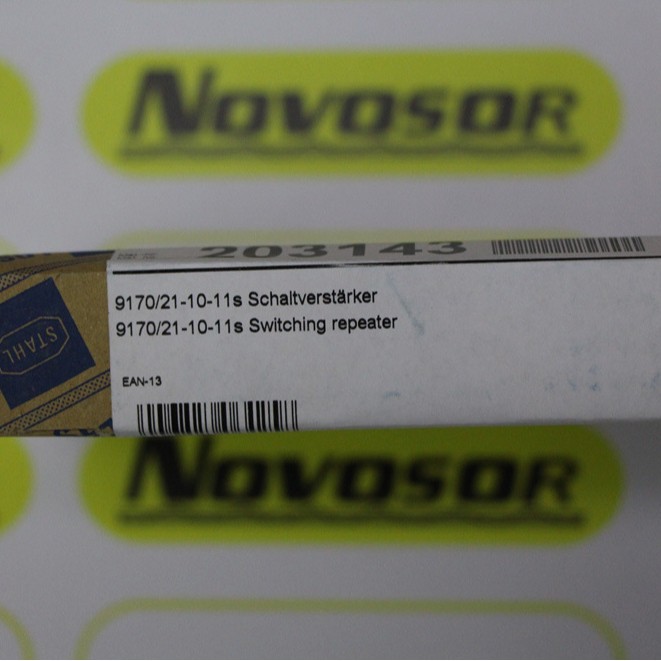 NOVOSOR
203143
9170/21-10-11s Schaltverstärker
9170/21-10-11s Switching repeater
STAHL
EAN-13
NOVOSOR